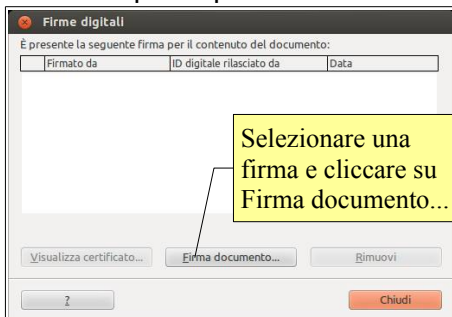 Firme digitali
È presente la seguente firma per il contenuto del documento:
Firmato da ID digitale rilasciato da Data
Selezionare una
firma e cliccare su
Firma documento...
Visualizza certificato... Firma documento... Rimuovi
? Chiudi